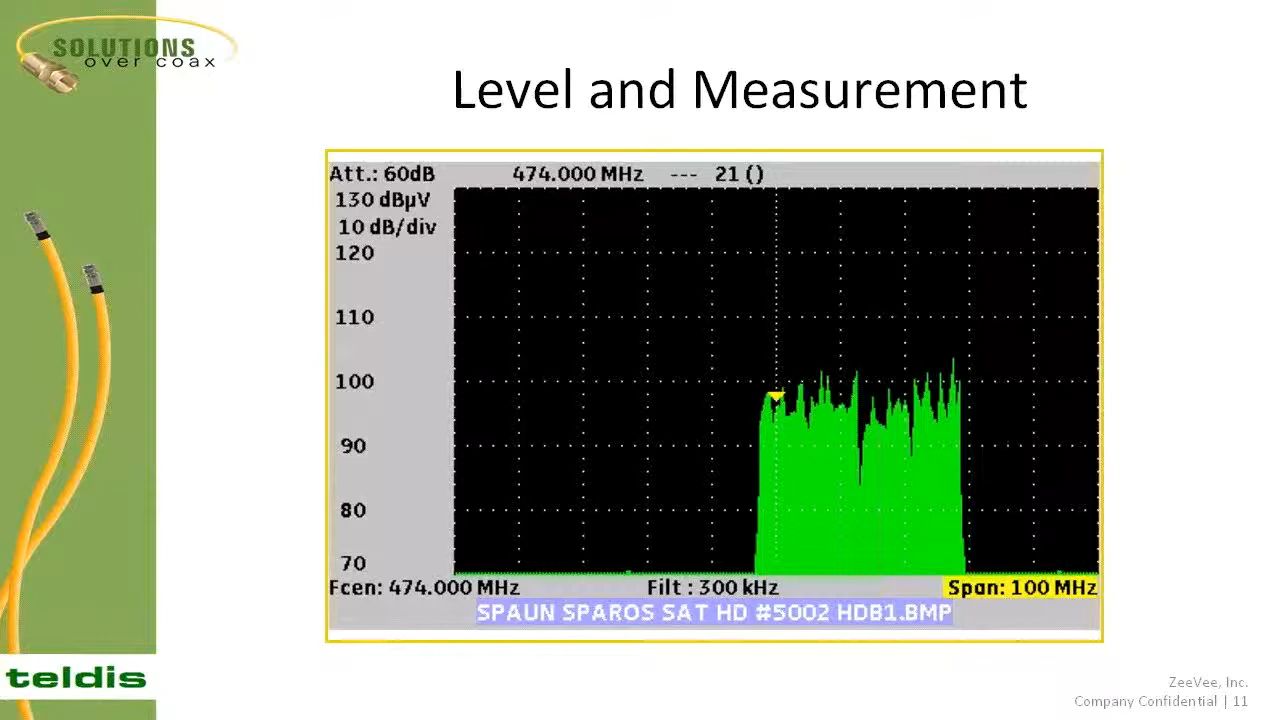 SOLUTIONS
over coax
Level and Measurement
Att.: 60dB 474.000 MHz --- 21 ()
130 dBµV
10 dB/div
120
110
100
90
80
70
Fcen: 474.000 MHz Filt : 300 kHz Span: 100 MHz
SPAUN SPAROS SAT HD #5002 HDB1.BMP
teldis
ZeeVee, Inc.
Company Confidential | 11